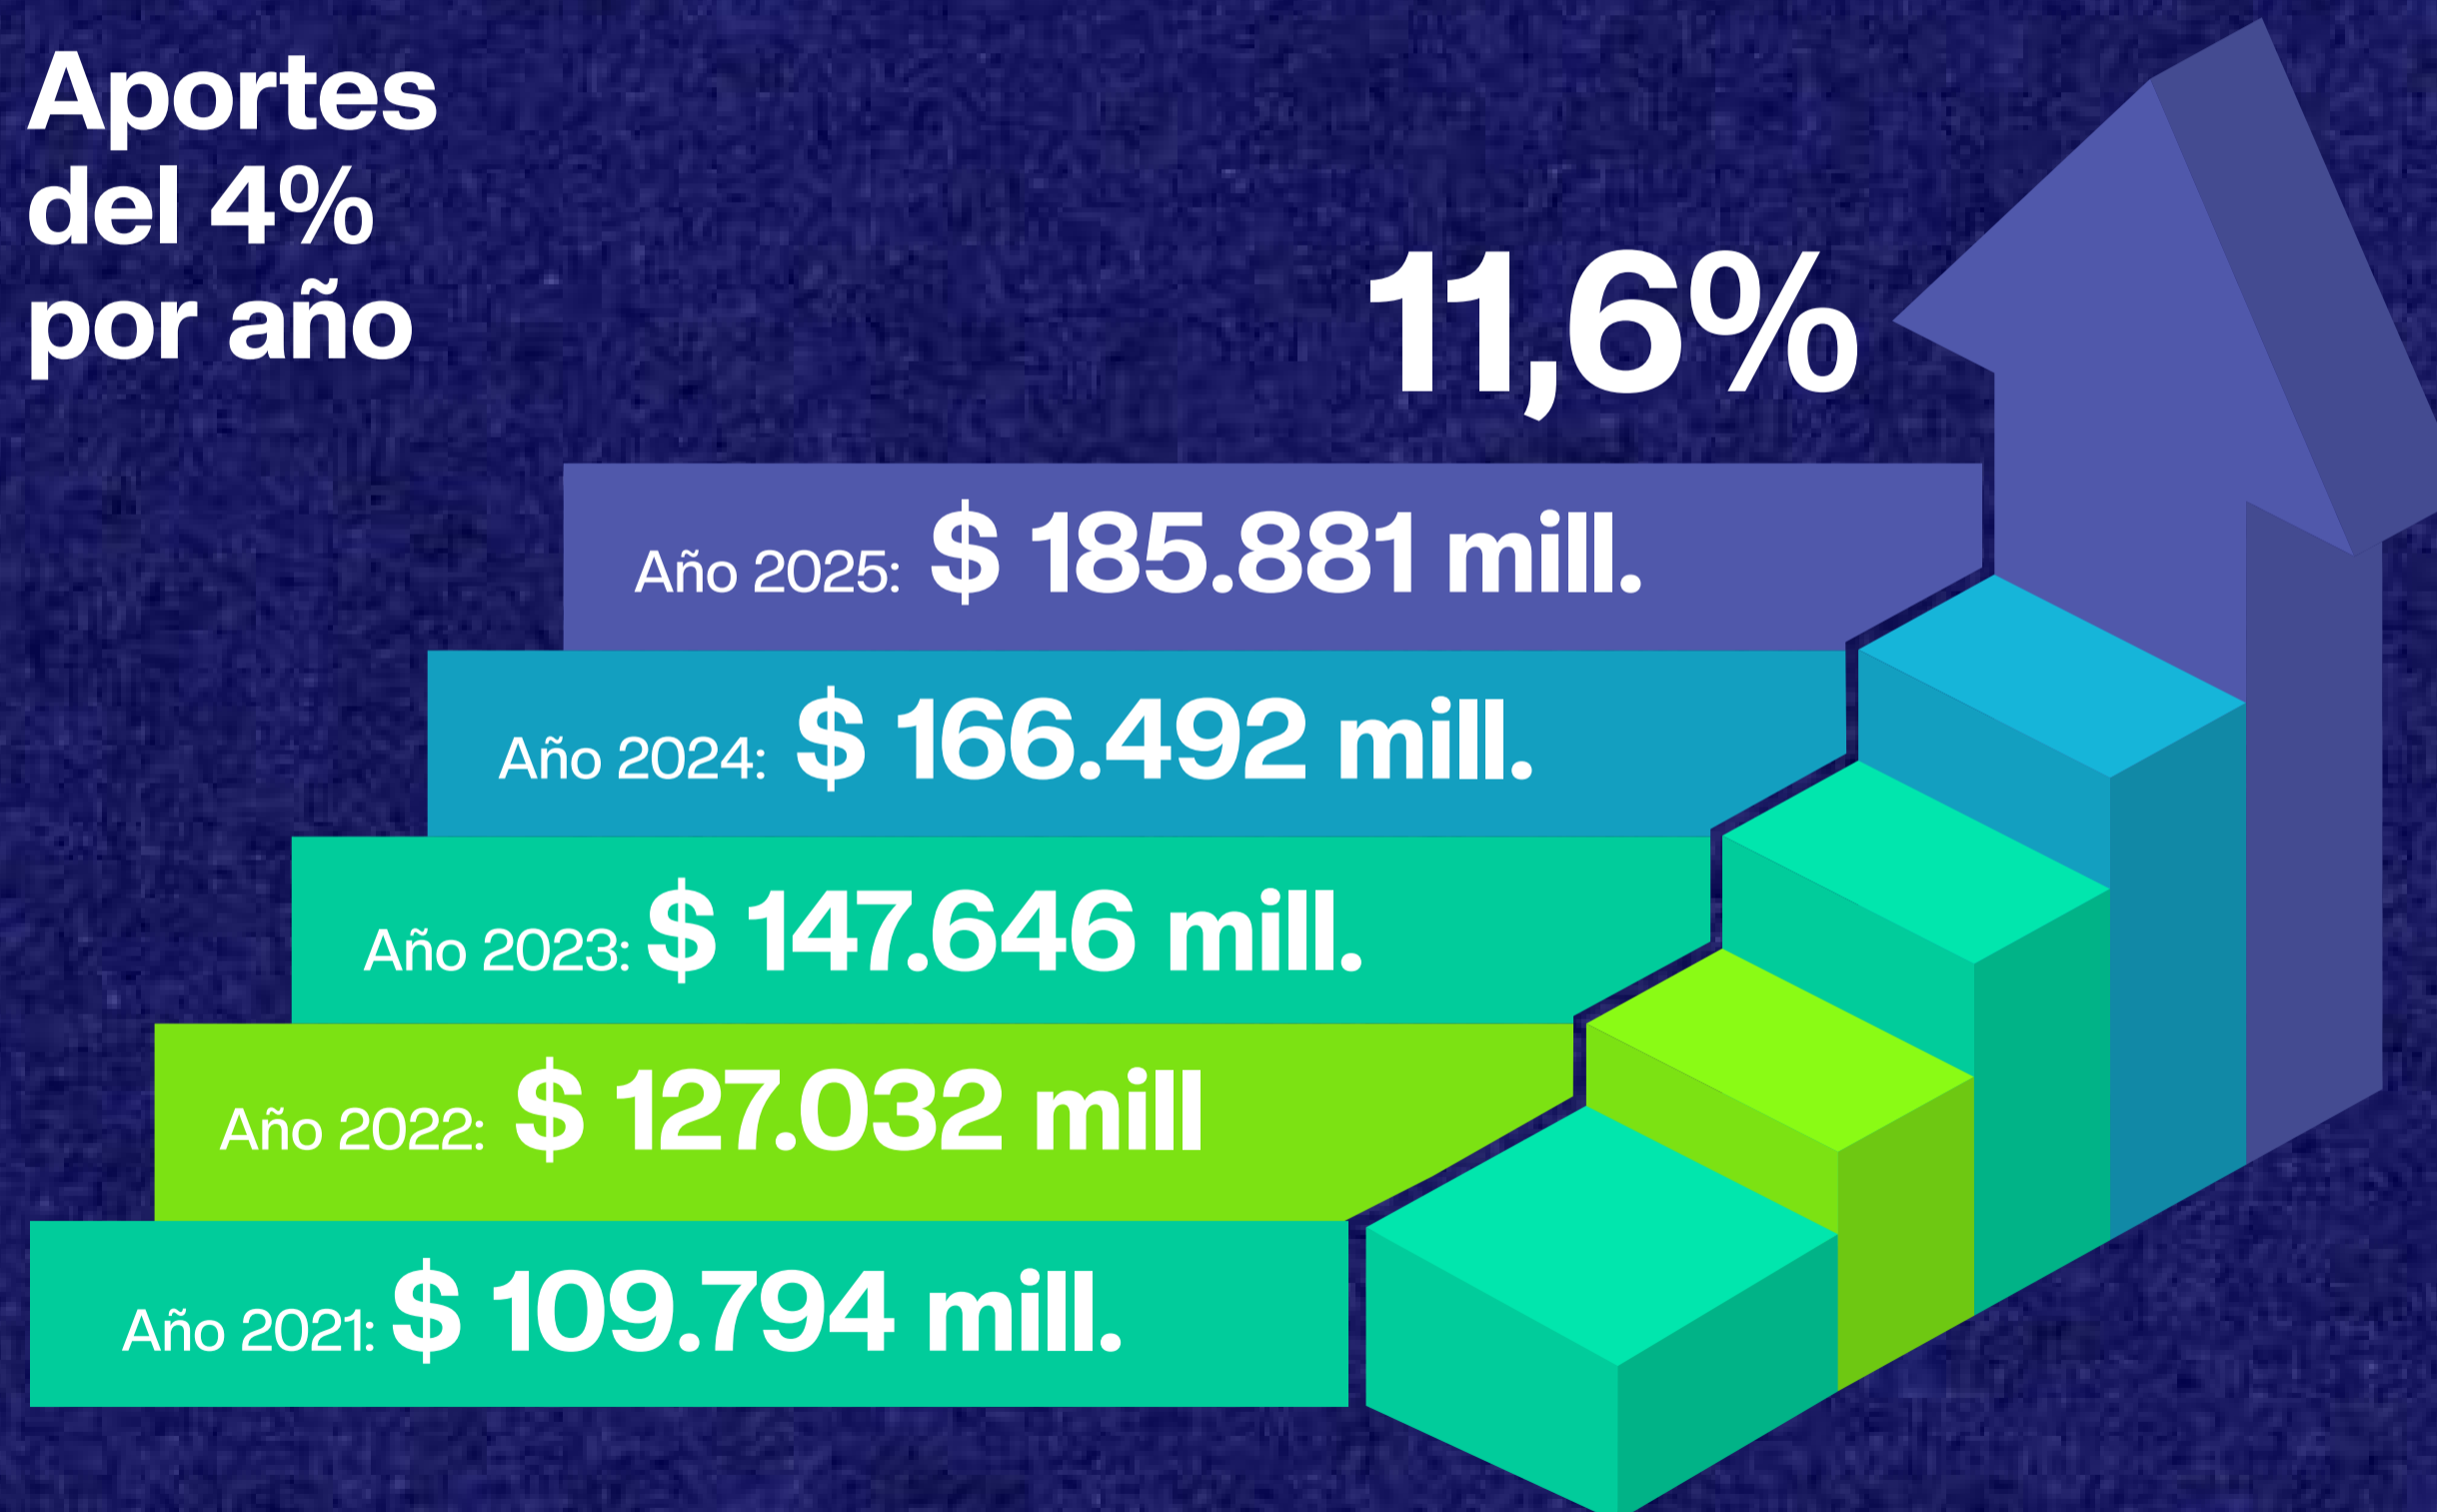 Aportes
del 4%
por año
11,6%
Año 2025: $ 185.881 mill.
Año 2024: $ 166.492 mill.
Año 2023: $ 147.646 mill.
Año 2022: $ 127.032 mill
Año 2021: $ 109.794 mill.